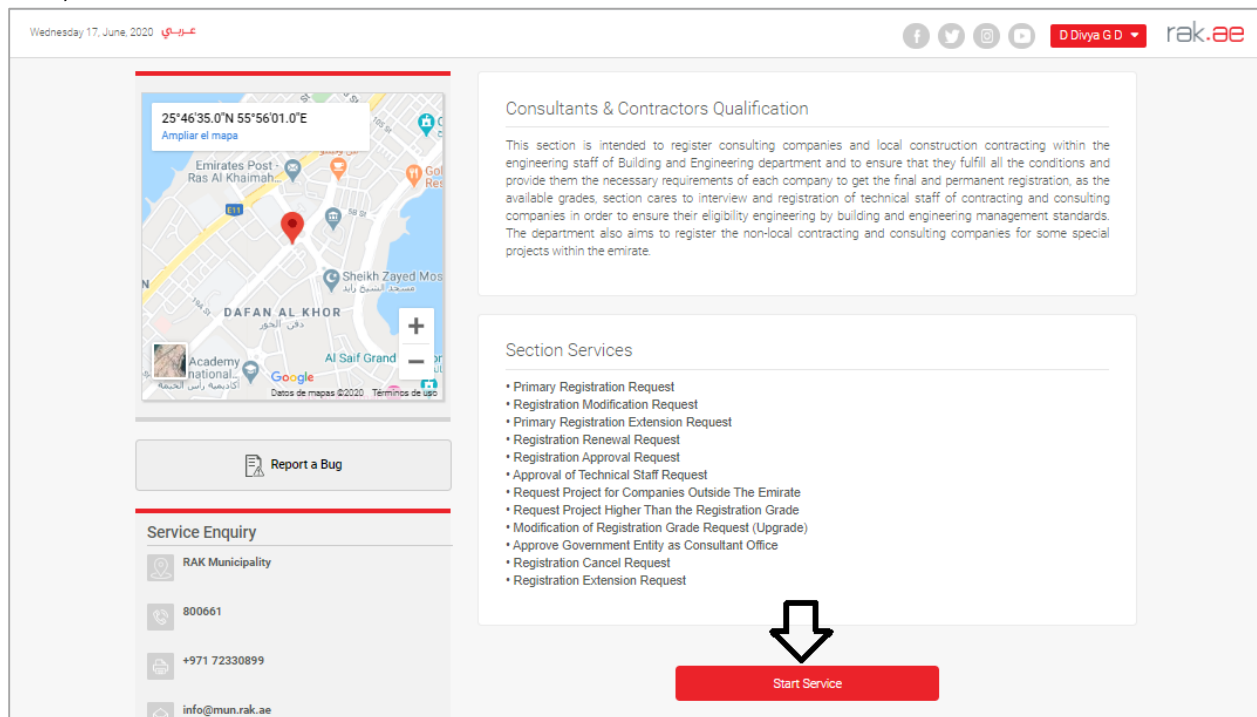 Wednesday 17, June, 2020 عـربـي
D Divya G D
rak.ae
25°46'35.0"N 55°56'01.0"E
Ampliar el mapa
Emirates Post -
Ras Al Khaimah...
Gol
Res
E11
58 St
Sheikh Zayed Mos
مسجد الشيخ زايد
N
DAFAN AL KHOR
دفن الخور
+
−
Academy
national...
أكاديمية رأس الخيمة
Al Saif Grand
Google
Datos de mapas ©2020 Términos de uso
Report a Bug
Service Enquiry
RAK Municipality
800661
+971 72330899
info@mun.rak.ae
Consultants & Contractors Qualification
This section is intended to register consulting companies and local construction contracting within the
engineering staff of Building and Engineering department and to ensure that they fulfill all the conditions and
provide them the necessary requirements of each company to get the final and permanent registration, as the
available grades, section cares to interview and registration of technical staff of contracting and consulting
companies in order to ensure their eligibility engineering by building and engineering management standards.
The department also aims to register the non-local contracting and consulting companies for some special
projects within the emirate.
Section Services
• Primary Registration Request
• Registration Modification Request
• Primary Registration Extension Request
• Registration Renewal Request
• Registration Approval Request
• Approval of Technical Staff Request
• Request Project for Companies Outside The Emirate
• Request Project Higher Than the Registration Grade
• Modification of Registration Grade Request (Upgrade)
• Approve Government Entity as Consultant Office
• Registration Cancel Request
• Registration Extension Request
Start Service